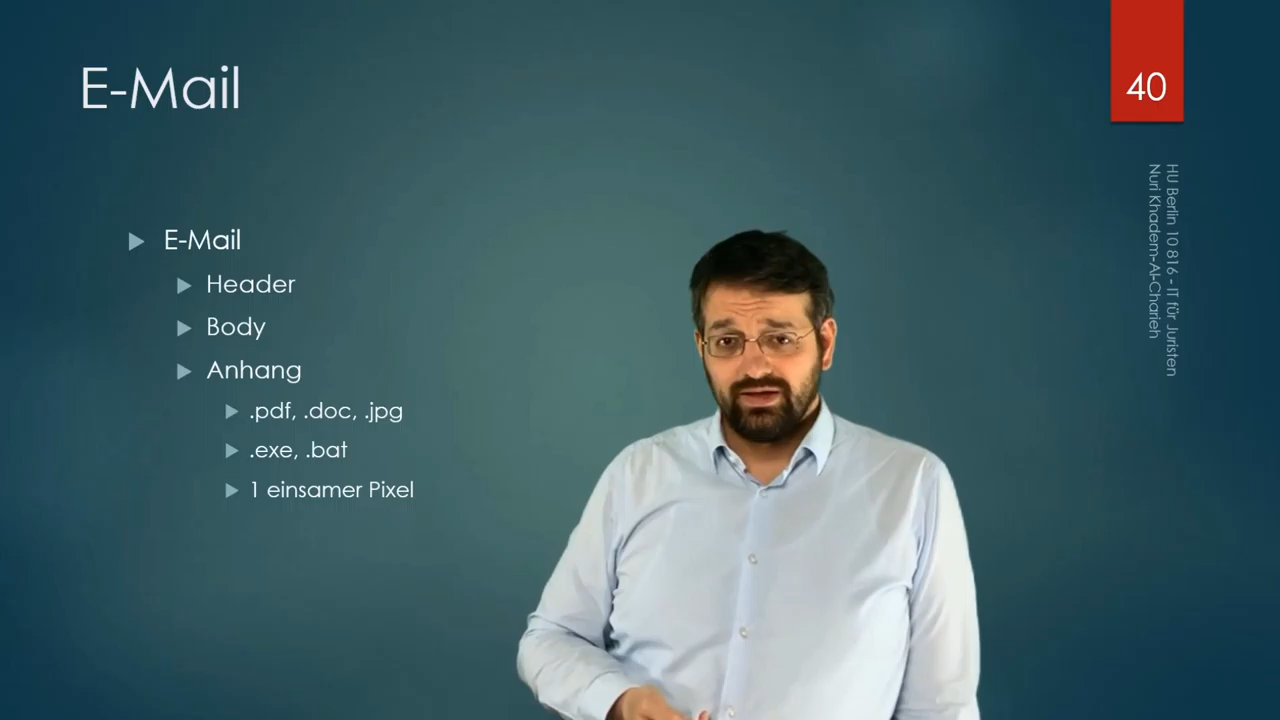 E-Mail
40
E-Mail
Header
Body
Anhang
.pdf, .doc, .jpg
.exe, .bat
1 einsamer Pixel
HU Berlin 10 816 - IT für Juristen
Nuri Khadem-Al-Charieh